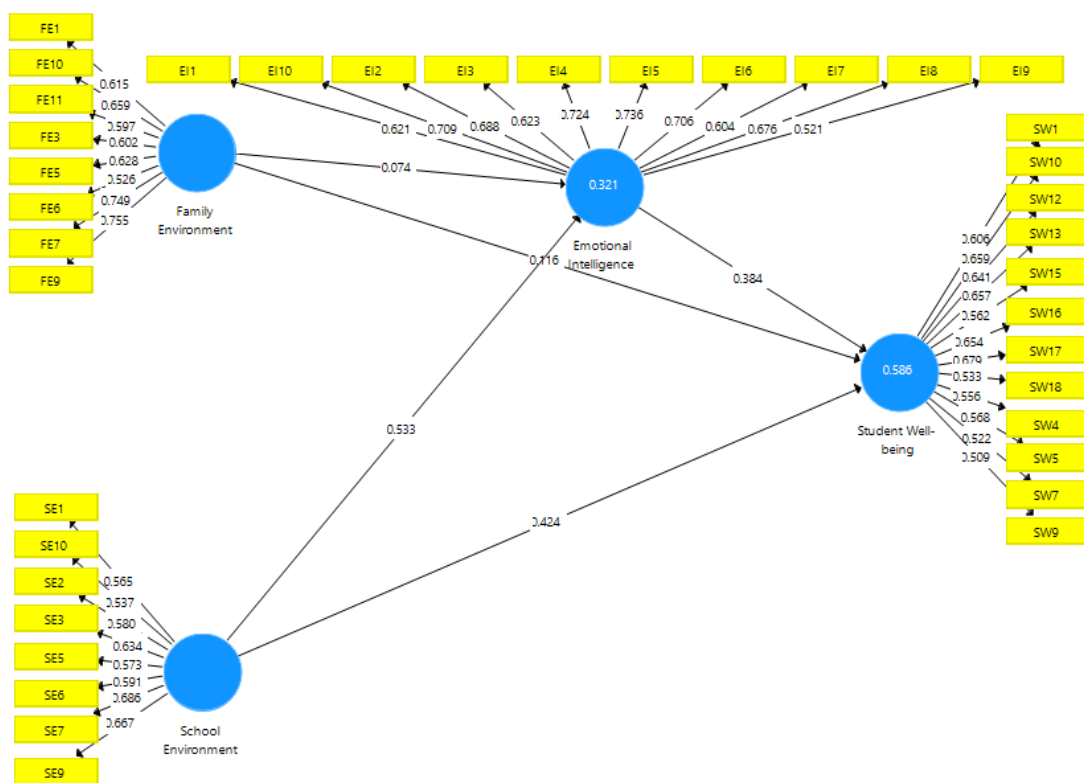 FE1
FE10
FE11
FE3
FE5
FE6
FE7
FE9
0.615
0.659
0.597
0.602
0.628
0.526
0.749
0.755
Family
Environment
EI1
EI10
EI2
EI3
EI4
EI5
EI6
EI7
EI8
EI9
0.621
0.709
0.688
0.623
0.724
0.736
0.706
0.604
0.676
0.521
0.074
0.321
Emotional
Intelligence
0.116
0.384
0.533
0.424
SW1
SW10
SW12
SW13
SW15
SW16
SW17
SW18
SW4
SW5
SW7
SW9
0.606
0.659
0.641
0.657
0.562
0.654
0.679
0.533
0.556
0.568
0.522
0.509
0.586
Student Well-
being
SE1
SE10
SE2
SE3
SE5
SE6
SE7
SE9
0.565
0.537
0.580
0.634
0.573
0.591
0.686
0.667
School
Environment